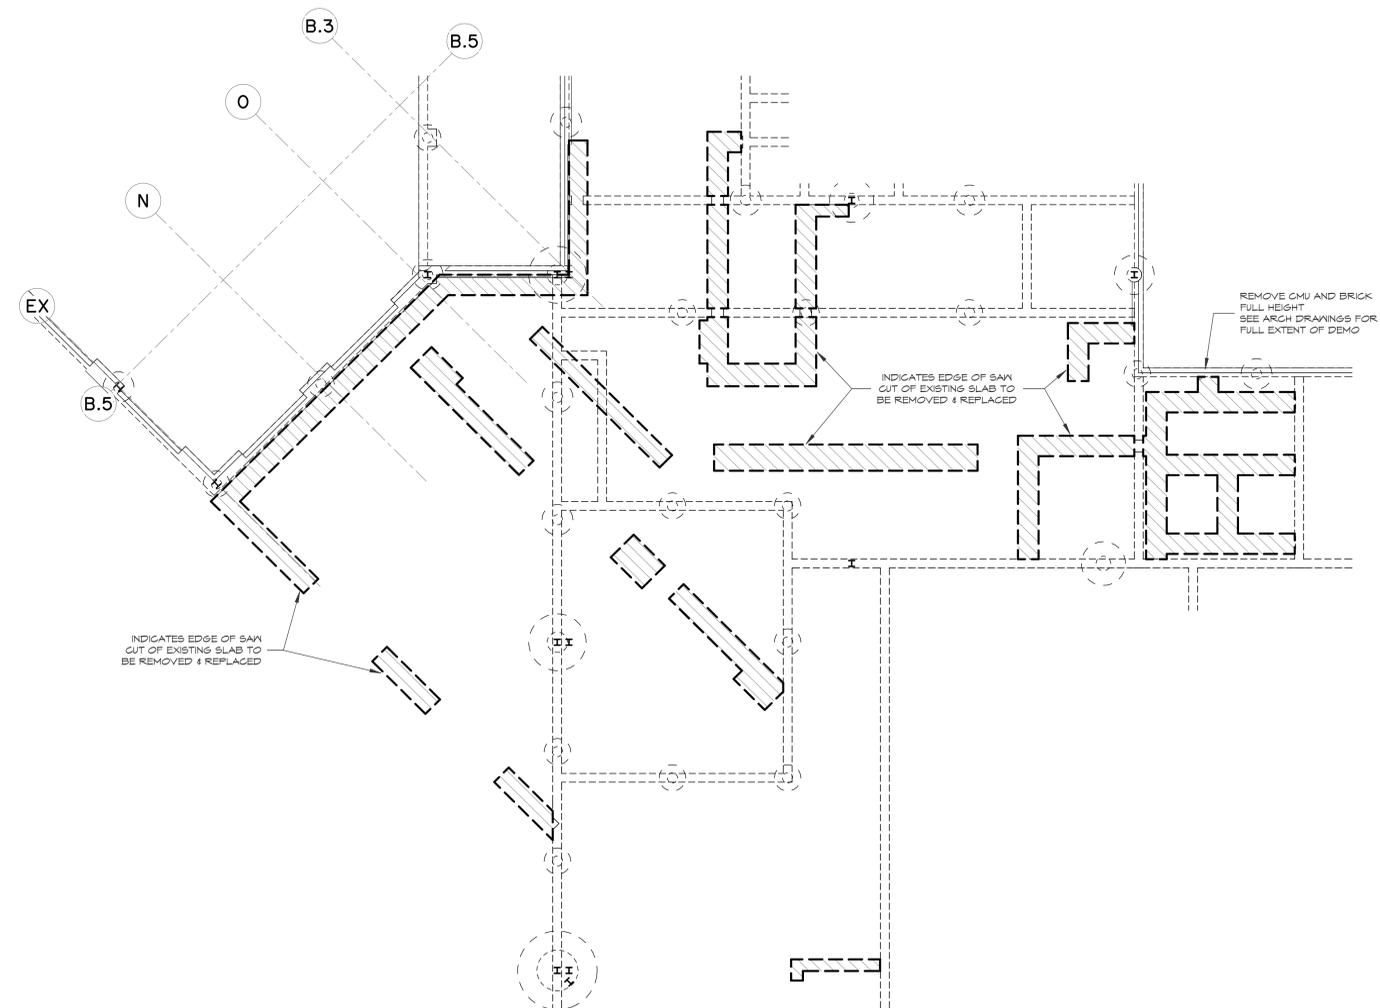 B.3
B.5
O
N
EX
B.5
REMOVE CMU AND BRICK
FULL HEIGHT
SEE ARCH DRAWINGS FOR
FULL EXTENT OF DEMO
INDICATES EDGE OF SAW
CUT OF EXISTING SLAB TO
BE REMOVED & REPLACED
INDICATES EDGE OF SAW
CUT OF EXISTING SLAB TO
BE REMOVED & REPLACED